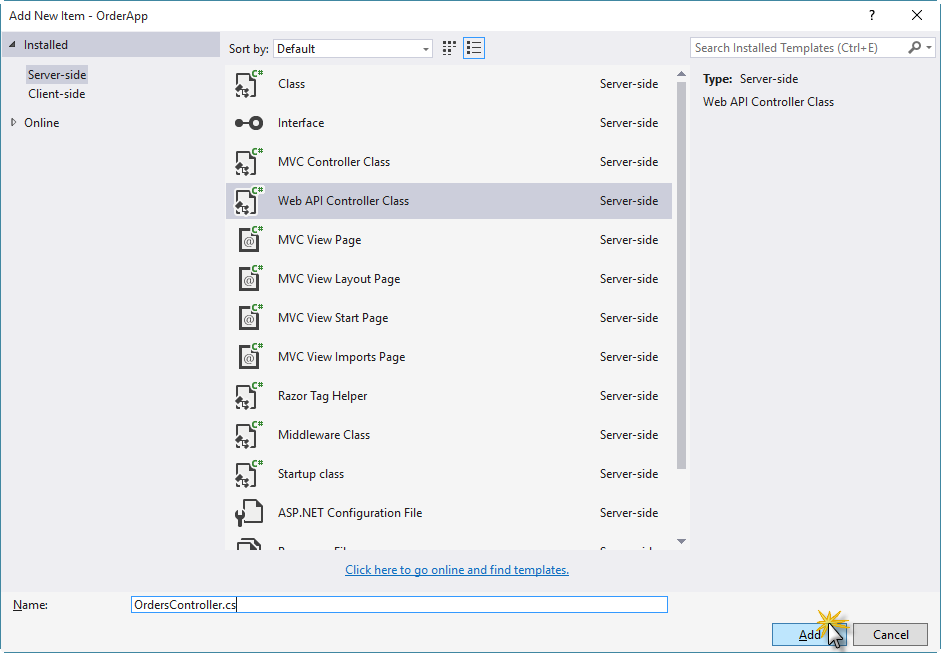 Add New Item - OrderApp
?
Installed
Sort by: Default
Search Installed Templates (Ctrl+E)
Server-side
Client-side
Online
C# Class Server-side
Interface Server-side
C# MVC Controller Class Server-side
C# Web API Controller Class Server-side
C# @ MVC View Page Server-side
C# @ MVC View Layout Page Server-side
C# @ MVC View Start Page Server-side
C# @ MVC View Imports Page Server-side
C# Razor Tag Helper Server-side
C# Middleware Class Server-side
C# Startup class Server-side
ASP.NET Configuration File Server-side
Type: Server-side
Web API Controller Class
Click here to go online and find templates.
Name: OrdersController.cs
Add Cancel